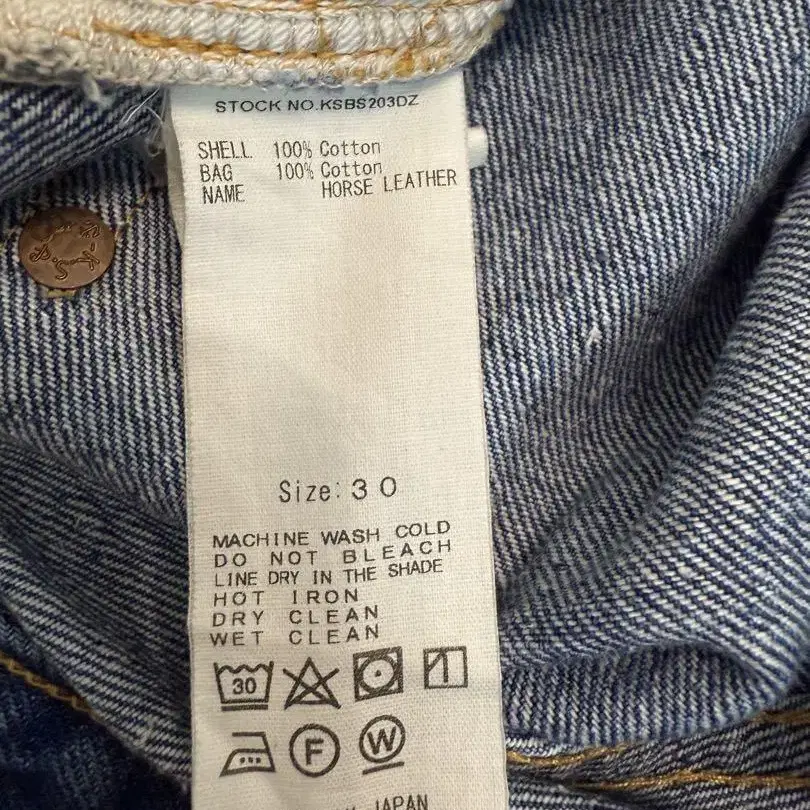 STOCK NO.KSBS203DZ
SHELL 100% Cotton
BAG 100% Cotton
NAME HORSE LEATHER
Size: 30
MACHINE WASH COLD
DO NOT BLEACH
LINE DRY IN THE SHADE
HOT IRON
DRY CLEAN
WET CLEAN
30
F W
JAPAN